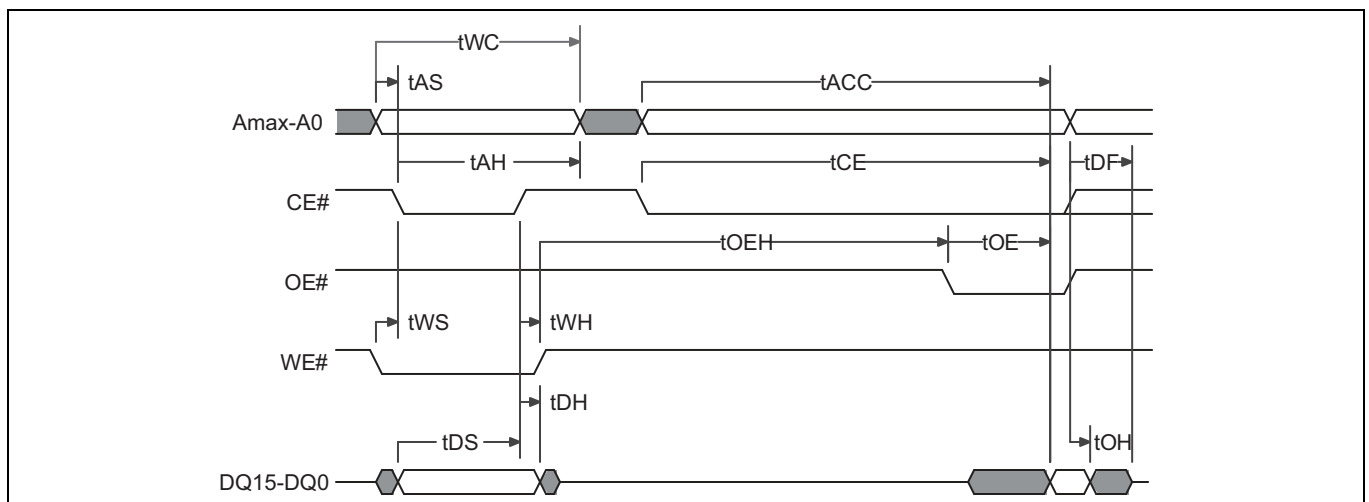 tWC
tAS
tACC
Amax-A0
tAH
tCE
tDF
CE#
tOEH
tOE
OE#
tWS
tWH
WE#
tDH
tDS
tOH
DQ15-DQ0